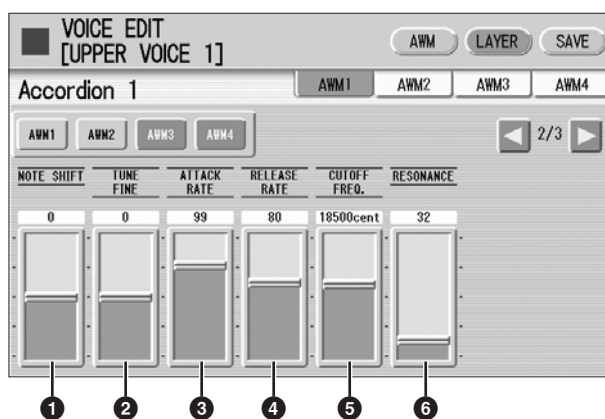 VOICE EDIT
[UPPER VOICE 1]
AWM LAYER SAVE
Accordion 1
AWM1 AWM2 AWM3 AWM4
AWM1 AWM2 AWM3 AWM4
2/3
NOTE SHIFT TUNE FINE ATTACK RATE RELEASE RATE CUTOFF FREQ. RESONANCE
0 0 99 80 18500cent 32
1 2 3 4 5 6